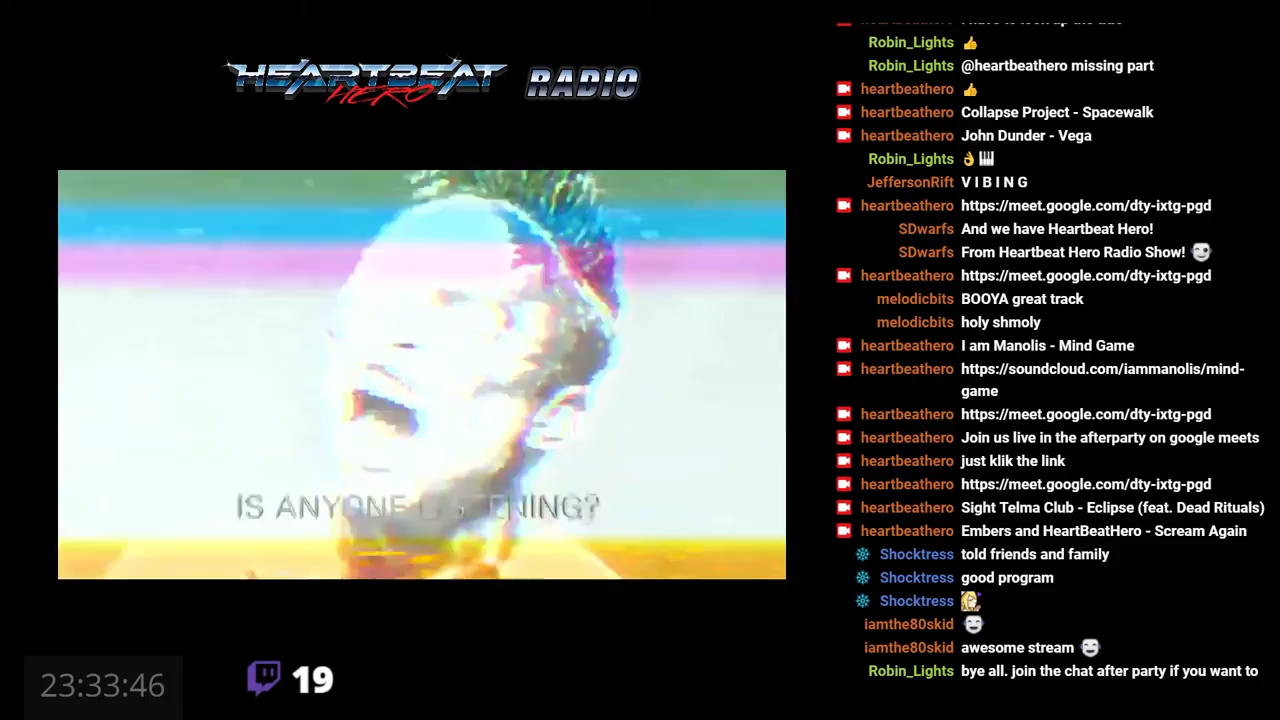 HEARTBEAT
HERO
RADIO
IS ANYONE LISTENING?
23:33:46
19
Robin_Lights 👍
Robin_Lights @heartbeathero missing part
heartbeathero 👍
heartbeathero Collapse Project - Spacewalk
heartbeathero John Dunder - Vega
Robin_Lights 👌🎹
JeffersonRift V I B I N G
heartbeathero https://meet.google.com/dty-ixtg-pgd
SDwarfs And we have Heartbeat Hero!
SDwarfs From Heartbeat Hero Radio Show!
heartbeathero https://meet.google.com/dty-ixtg-pgd
melodicbits BOOYA great track
melodicbits holy shmoly
heartbeathero I am Manolis - Mind Game
heartbeathero https://soundcloud.com/iammanolis/mind-
game
heartbeathero https://meet.google.com/dty-ixtg-pgd
heartbeathero Join us live in the afterparty on google meets
heartbeathero just klik the link
heartbeathero https://meet.google.com/dty-ixtg-pgd
heartbeathero Sight Telma Club - Eclipse (feat. Dead Rituals)
heartbeathero Embers and HeartBeatHero - Scream Again
Shocktress told friends and family
Shocktress good program
Shocktress
iamthe80skid
iamthe80skid awesome stream
Robin_Lights bye all. join the chat after party if you want to